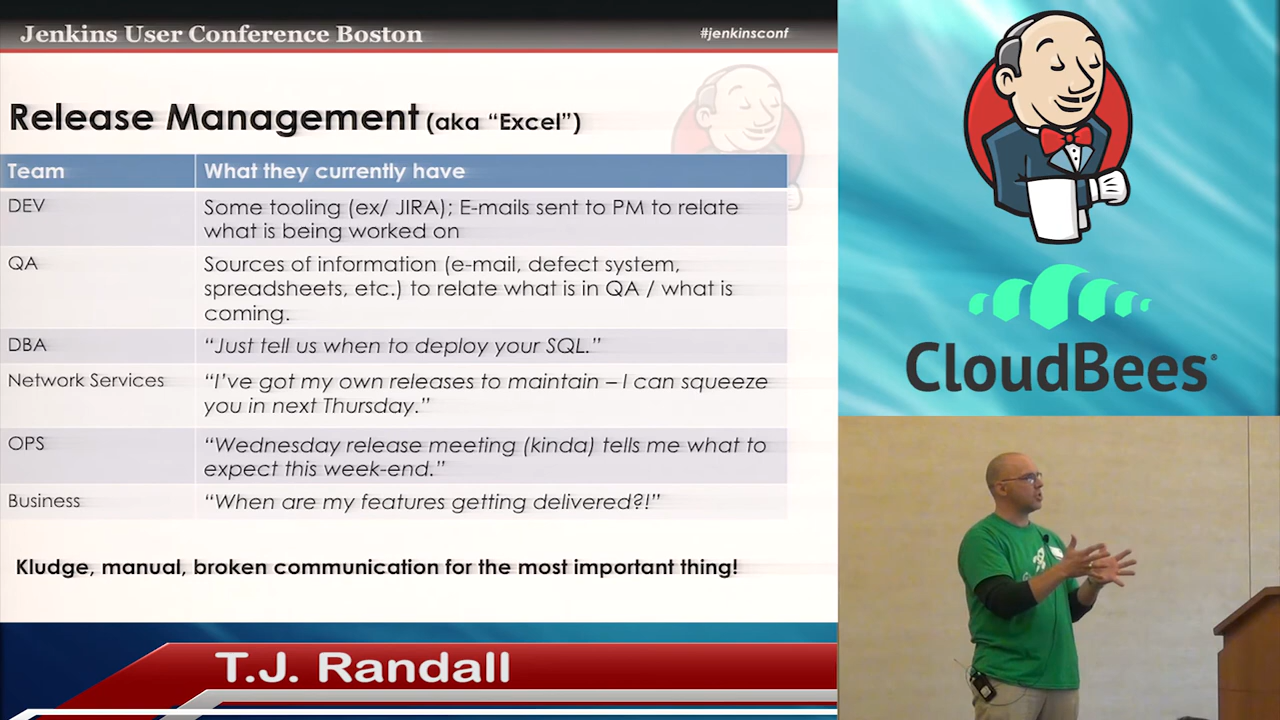 Jenkins User Conference Boston
#jenkinsconf
Release Management (aka “Excel”)
Team
What they currently have
DEV
Some tooling (ex/ JIRA); E-mails sent to PM to relate
what is being worked on
QA
Sources of information (e-mail, defect system,
spreadsheets, etc.) to relate what is in QA / what is
coming.
DBA
“Just tell us when to deploy your SQL.”
Network Services
“I’ve got my own releases to maintain – I can squeeze
you in next Thursday.”
OPS
“Wednesday release meeting (kinda) tells me what to
expect this week-end.”
Business
“When are my features getting delivered?!”
Kludge, manual, broken communication for the most important thing!
T.J. Randall
CloudBees